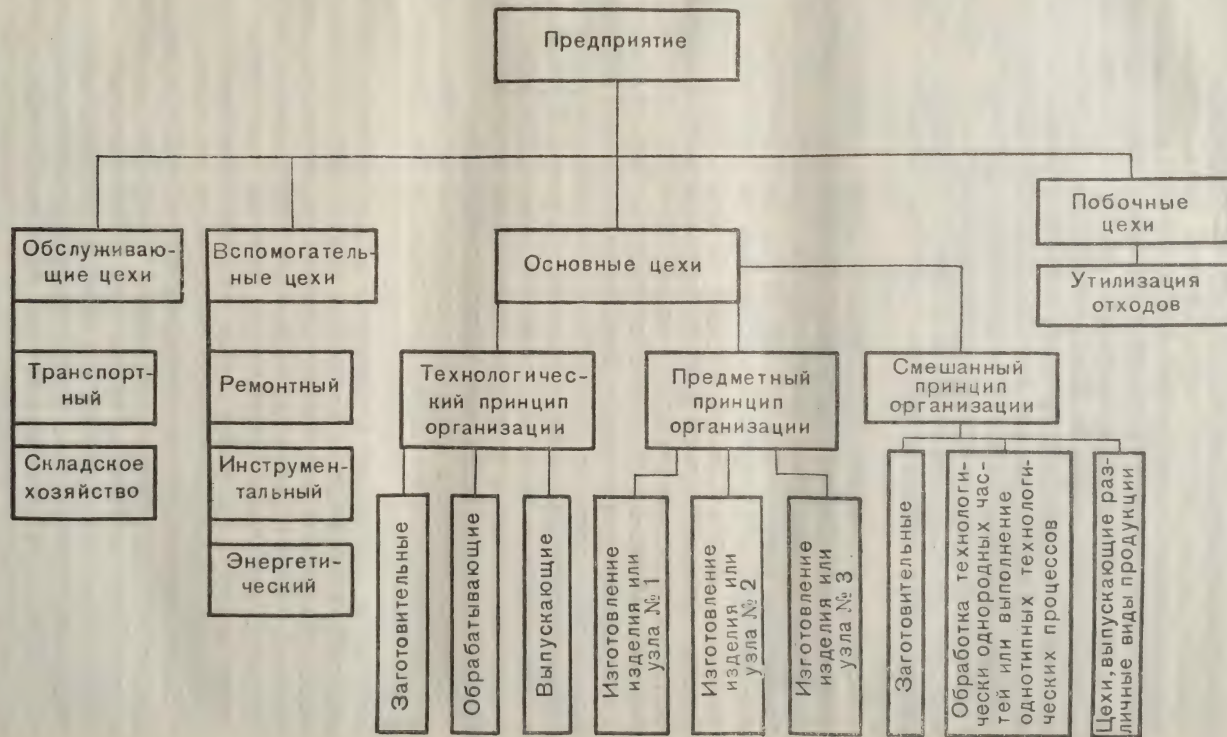 Предприятие
Обслуживаю-
щие цехи
Транспорт-
ный
Складское
хозяйство
Вспомогатель-
ные цехи
Ремонтный
Инструмен-
тальный
Энергети-
ческий
Основные цехи
Технологичес-
кий принцип
организации
Заготовительные
Обрабатывающие
Выпускающие
Предметный
принцип
организации
Изготовление
изделия или
узла № 1
Изготовление
изделия или
узла № 2
Изготовление
изделия или
узла № 3
Смешанный
принцип
организации
Заготовительные
Обработка технологи-
чески однородных час-
тей или выполнение
однотипных технологи-
ческих процессов
Цехи, выпускающие раз-
личные виды продукции
Побочные
цехи
Утилизация
отходов